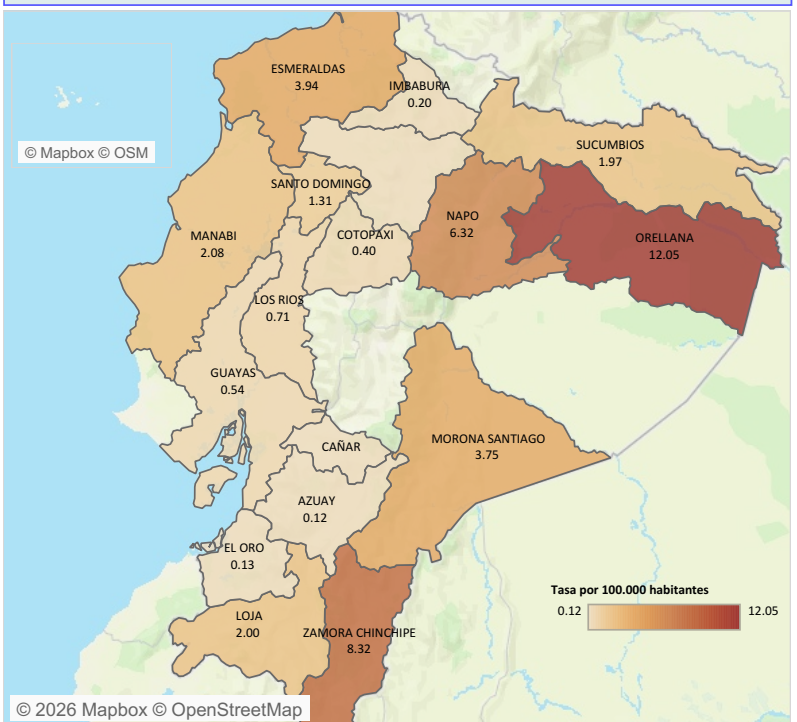 ESMERALDAS
3.94
IMBABURA
0.20
© Mapbox © OSM
SUCUMBIOS
1.97
SANTO DOMINGO
1.31
NAPO
6.32
MANABI
2.08
COTOPAXI
0.40
ORELLANA
12.05
LOS RIOS
0.71
GUAYAS
0.54
CAÑAR
MORONA SANTIAGO
3.75
AZUAY
0.12
EL ORO
0.13
Tasa por 100.000 habitantes
0.12 12.05
LOJA
2.00
ZAMORA CHINCHIPE
8.32
© 2026 Mapbox © OpenStreetMap